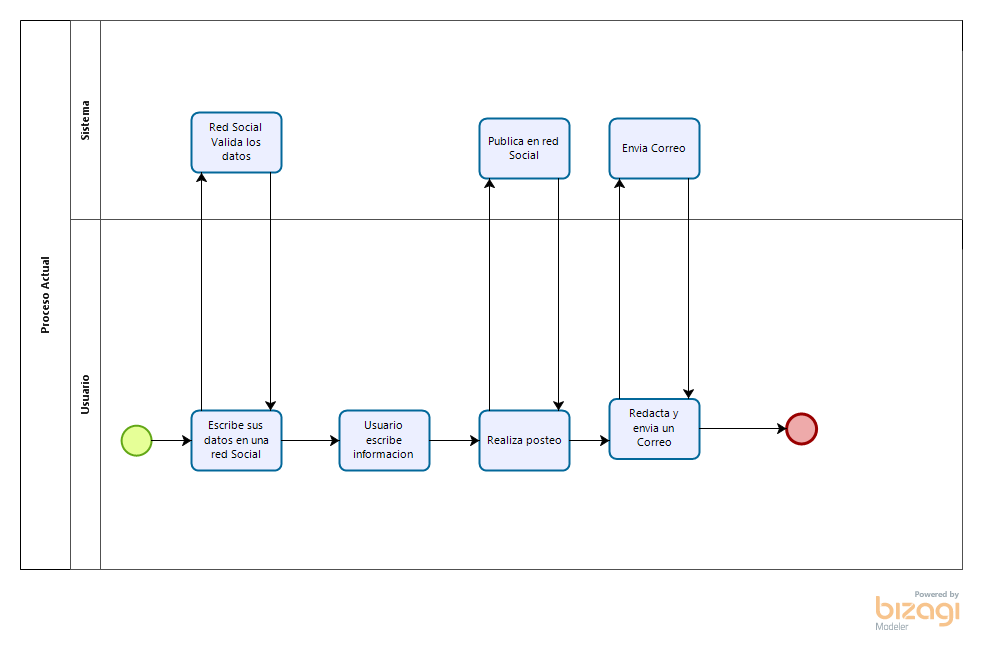 Proceso Actual
Sistema
Red Social
Valida los
datos
Publica en red
Social
Envia Correo
Usuario
Escribe sus
datos en una
red Social
Usuario
escribe
informacion
Realiza posteo
Redacta y
envia un
Correo
Powered by
bizagi
Modeler